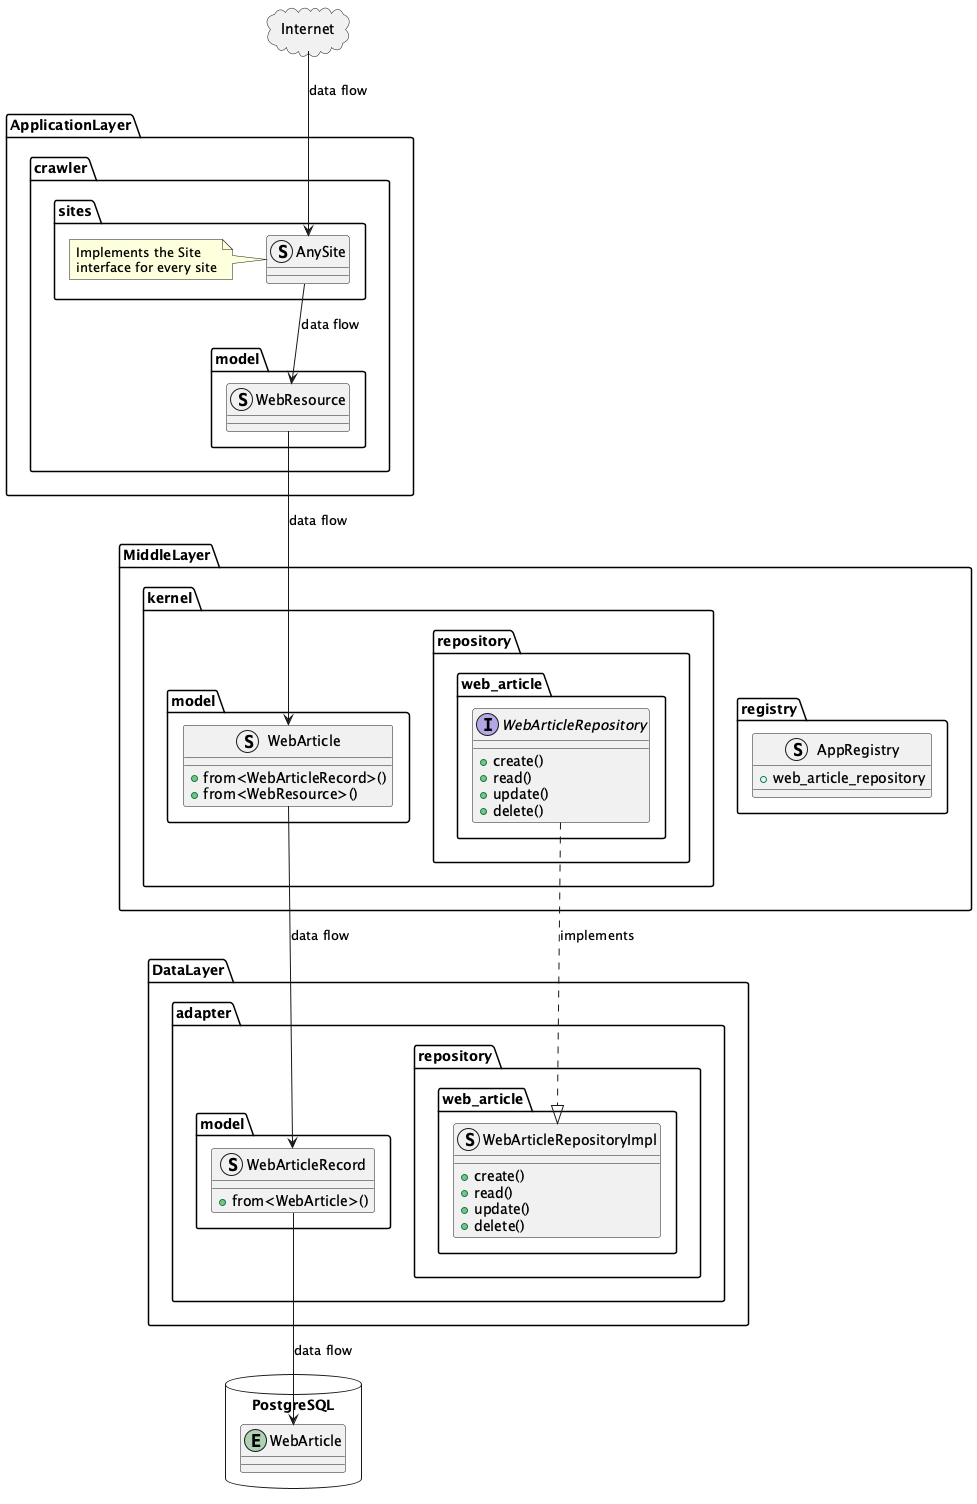 Internet
data flow
ApplicationLayer
crawler
sites
Implements the Site
interface for every site
S AnySite
data flow
model
S WebResource
data flow
MiddleLayer
kernel
repository
web_article
model
registry
I WebArticleRepository
create()
read()
update()
delete()
S WebArticle
from<WebArticleRecord>()
from<WebResource>()
S AppRegistry
web_article_repository
data flow
implements
DataLayer
adapter
repository
web_article
model
S WebArticleRepositoryImpl
create()
read()
update()
delete()
S WebArticleRecord
from<WebArticle>()
data flow
PostgreSQL
E WebArticle